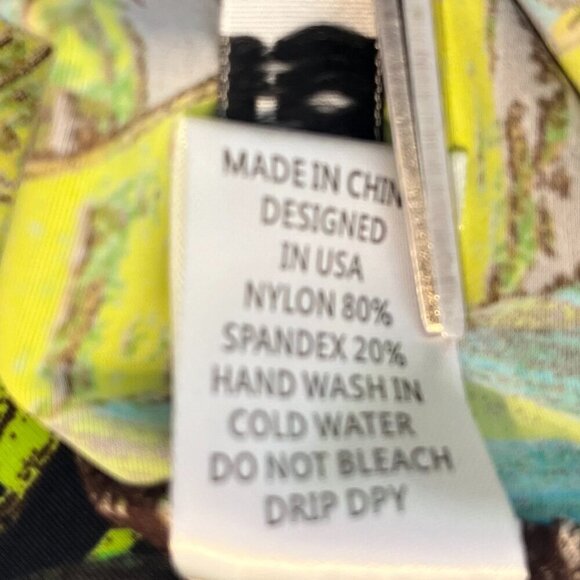 MADE IN CHIN
DESIGNED
IN USA
NYLON 80%
SPANDEX 20%
HAND WASH IN
COLD WATER
DO NOT BLEACH
DRIP DPY